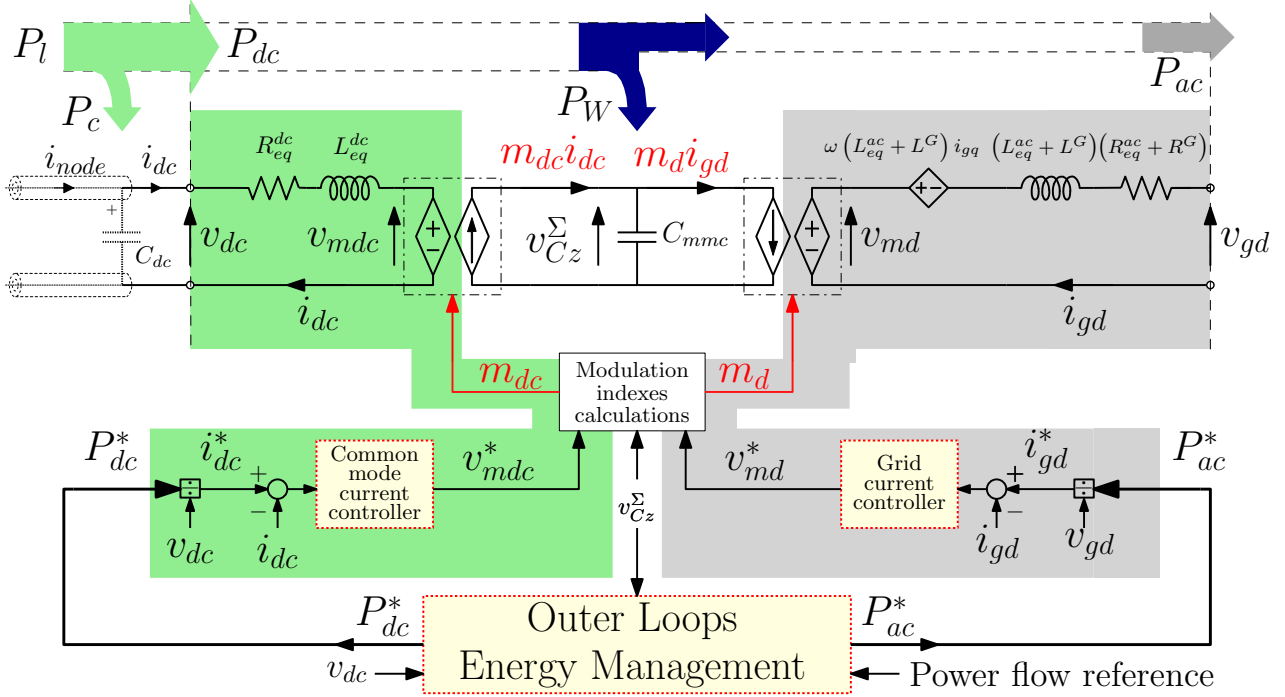 P_l
P_dc
P_c
P_W
P_ac
i_node
i_dc
R_eq^dc
L_eq^dc
m_dc i_dc
m_d i_gd
ω (L_eq^ac + L^G) i_gq
(L_eq^ac + L^G)
(R_eq^ac + R^G)
+
C_dc
v_dc
v_mdc
+
−
v_Cz^Σ
C_mmc
+
−
v_md
+ −
v_gd
i_dc
i_gd
m_dc
Modulation
indexes
calculations
m_d
P_dc^*
i_dc^*
+
−
÷
v_dc
i_dc
Common
mode
current
controller
v_mdc^*
v_Cz^Σ
v_md^*
Grid
current
controller
i_gd^*
+
−
÷
i_gd
v_gd
P_ac^*
P_dc^*
Outer Loops
Energy Management
P_ac^*
v_dc
Power flow reference